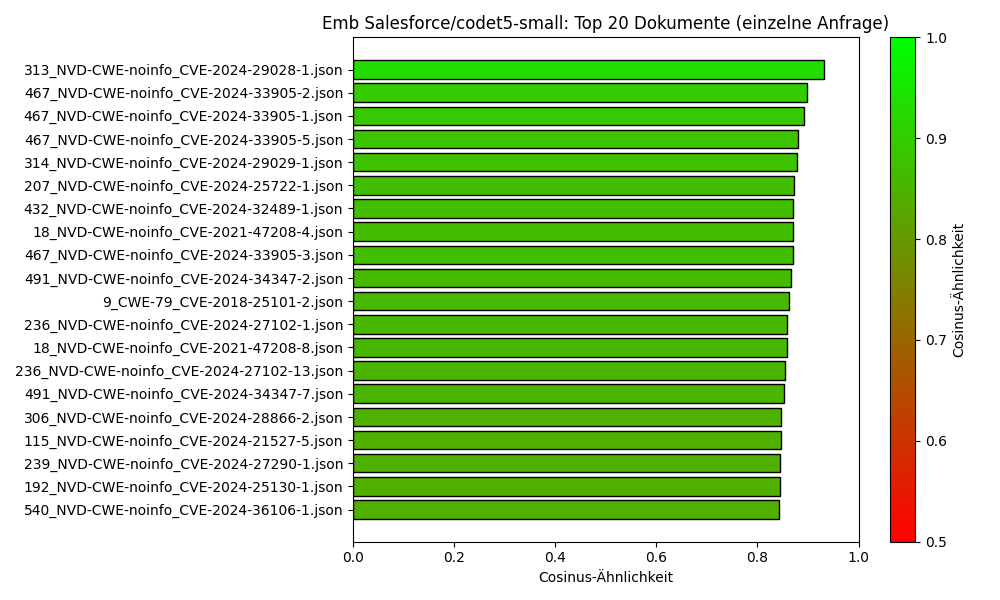 Emb Salesforce/codet5-small: Top 20 Dokumente (einzelne Anfrage)
313_NVD-CWE-noinfo_CVE-2024-29028-1.json
467_NVD-CWE-noinfo_CVE-2024-33905-2.json
467_NVD-CWE-noinfo_CVE-2024-33905-1.json
467_NVD-CWE-noinfo_CVE-2024-33905-5.json
314_NVD-CWE-noinfo_CVE-2024-29029-1.json
207_NVD-CWE-noinfo_CVE-2024-25722-1.json
432_NVD-CWE-noinfo_CVE-2024-32489-1.json
18_NVD-CWE-noinfo_CVE-2021-47208-4.json
467_NVD-CWE-noinfo_CVE-2024-33905-3.json
491_NVD-CWE-noinfo_CVE-2024-34347-2.json
9_CWE-79_CVE-2018-25101-2.json
236_NVD-CWE-noinfo_CVE-2024-27102-1.json
18_NVD-CWE-noinfo_CVE-2021-47208-8.json
236_NVD-CWE-noinfo_CVE-2024-27102-13.json
491_NVD-CWE-noinfo_CVE-2024-34347-7.json
306_NVD-CWE-noinfo_CVE-2024-28866-2.json
115_NVD-CWE-noinfo_CVE-2024-21527-5.json
239_NVD-CWE-noinfo_CVE-2024-27290-1.json
192_NVD-CWE-noinfo_CVE-2024-25130-1.json
540_NVD-CWE-noinfo_CVE-2024-36106-1.json
0.0 0.2 0.4 0.6 0.8 1.0
Cosinus-Ähnlichkeit
1.0
0.9
0.8
0.7
0.6
0.5
Cosinus-Ähnlichkeit